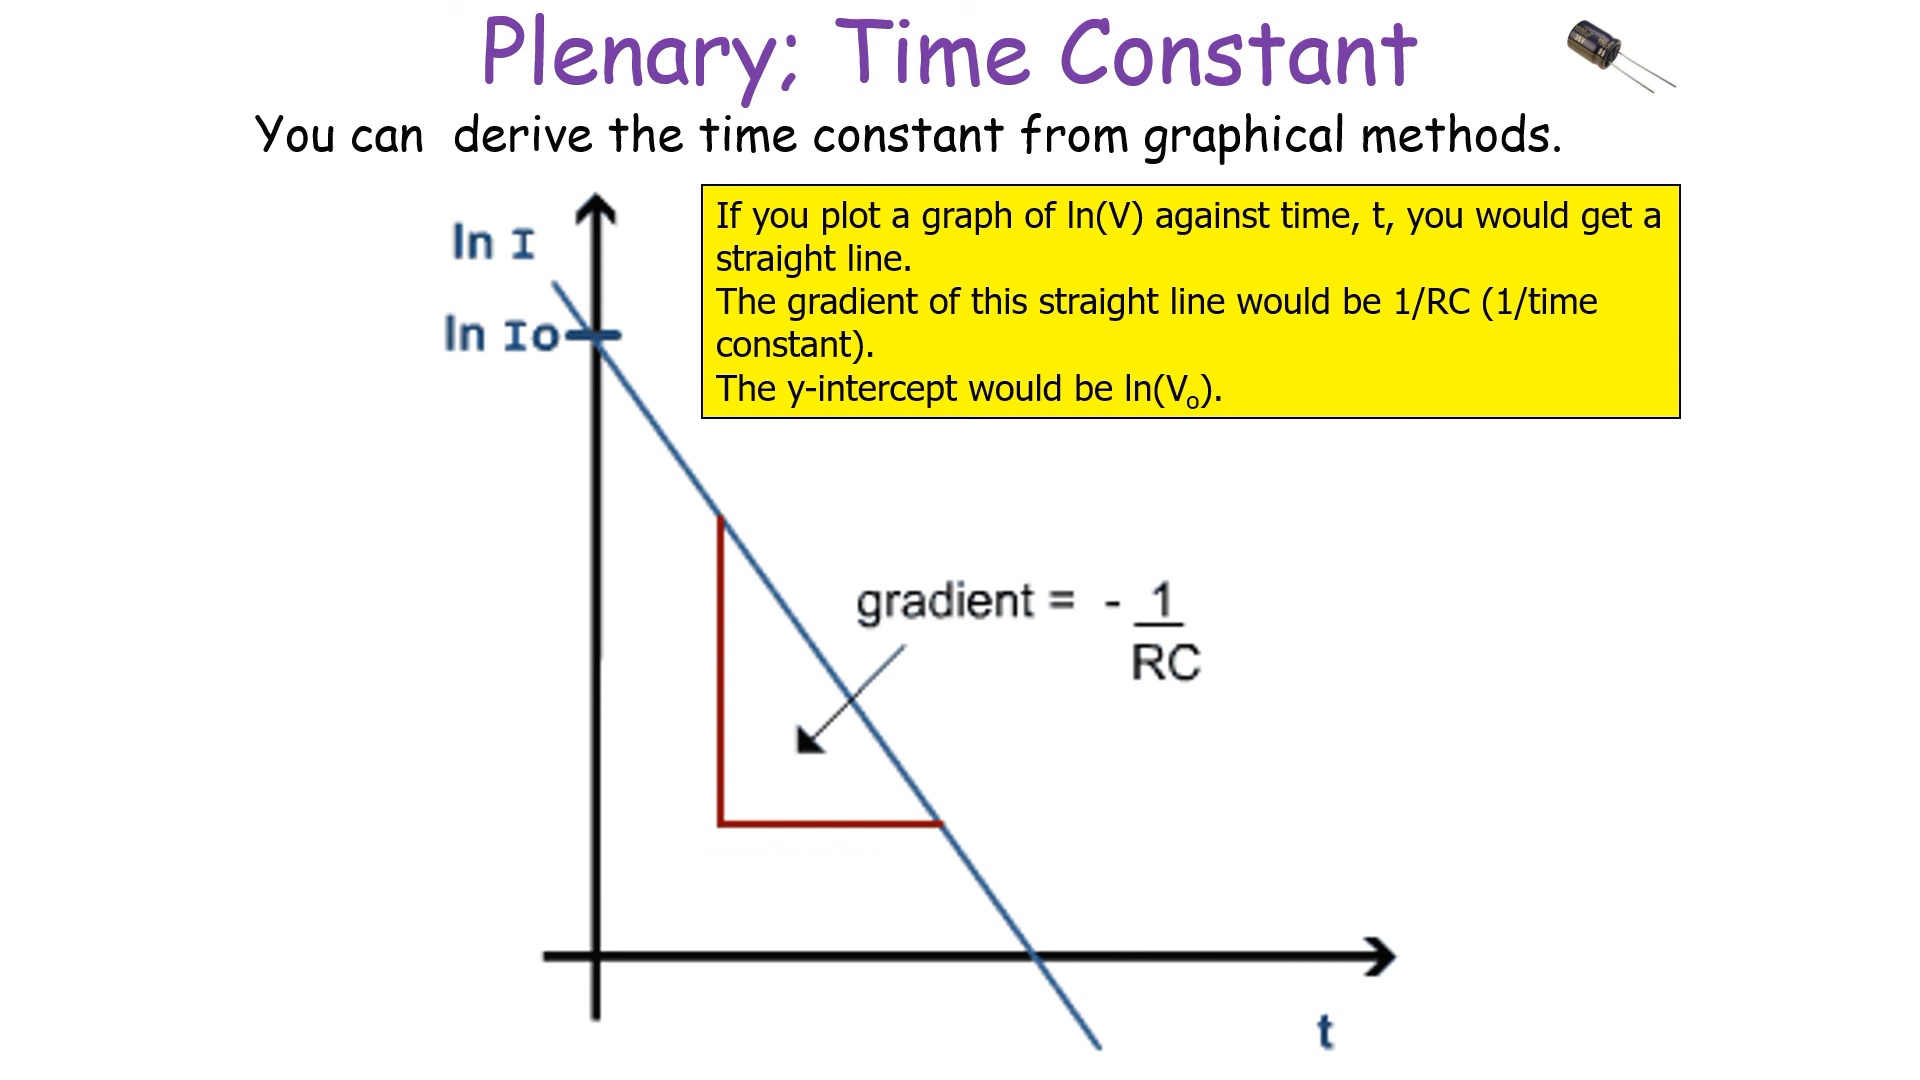 Plenary; Time Constant
You can  derive the time constant from graphical methods.
If you plot a graph of ln(V) against time, t, you would get a
straight line.
The gradient of this straight line would be 1/RC (1/time
constant).
The y-intercept would be ln(Vₒ).
ln I
ln Io
gradient = - 1
RC
t